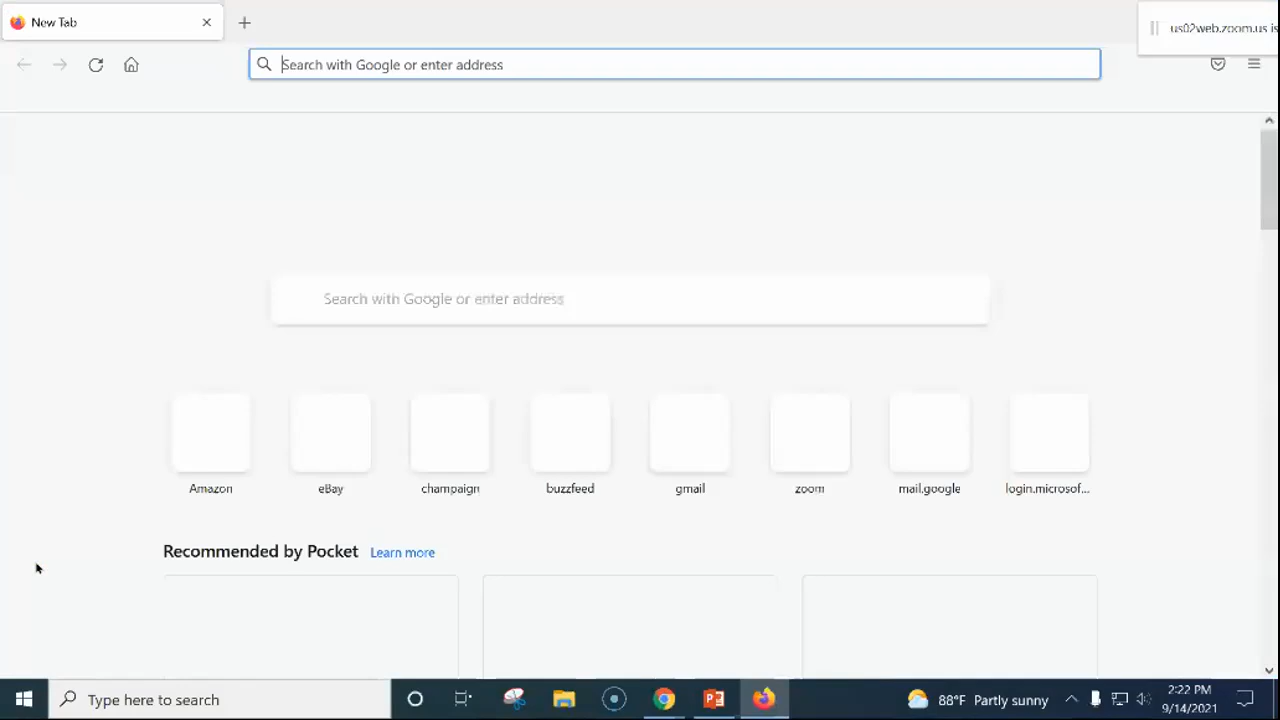 New Tab
us02web.zoom.us is
Search with Google or enter address
Search with Google or enter address
Amazon
eBay
champaign
buzzfeed
gmail
zoom
mail.google
login.microsof...
Recommended by Pocket Learn more
Type here to search
88°F Partly sunny
2:22 PM
9/14/2021